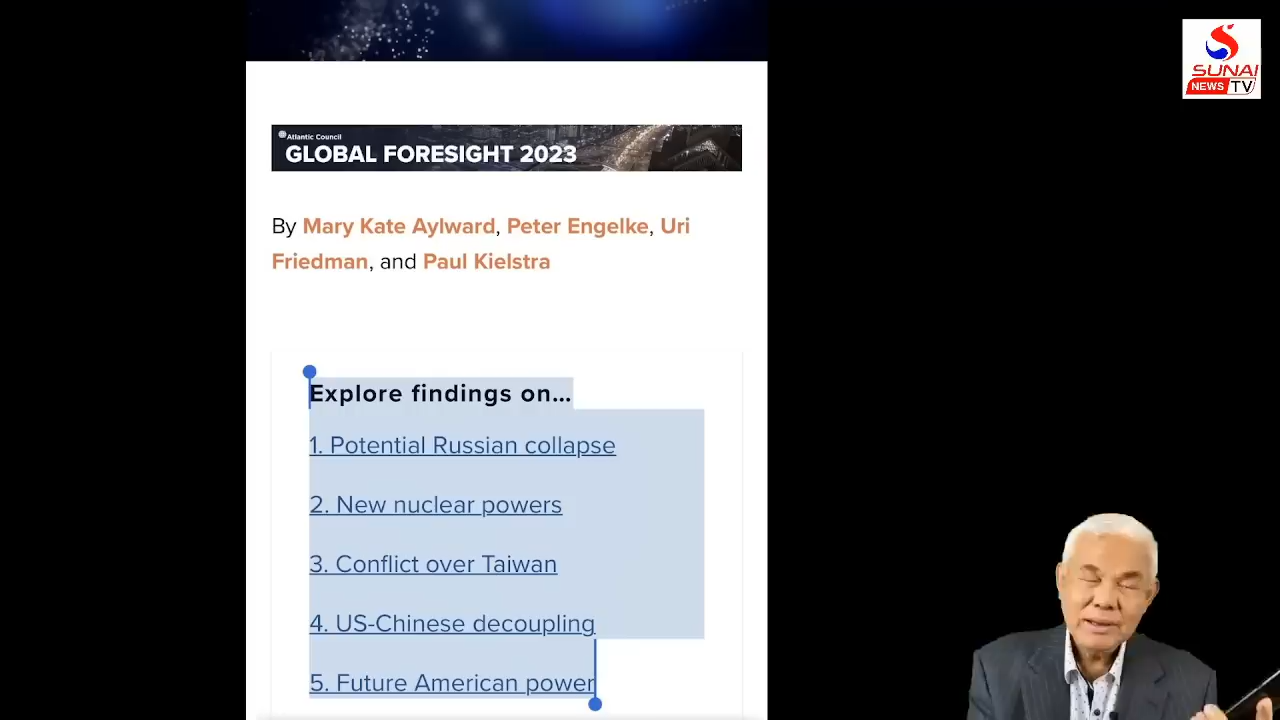 SUNAI
NEWS TV
Atlantic Council
GLOBAL FORESIGHT 2023
By Mary Kate Aylward, Peter Engelke, Uri
Friedman, and Paul Kielstra
Explore findings on...
1. Potential Russian collapse
2. New nuclear powers
3. Conflict over Taiwan
4. US-Chinese decoupling
5. Future American power